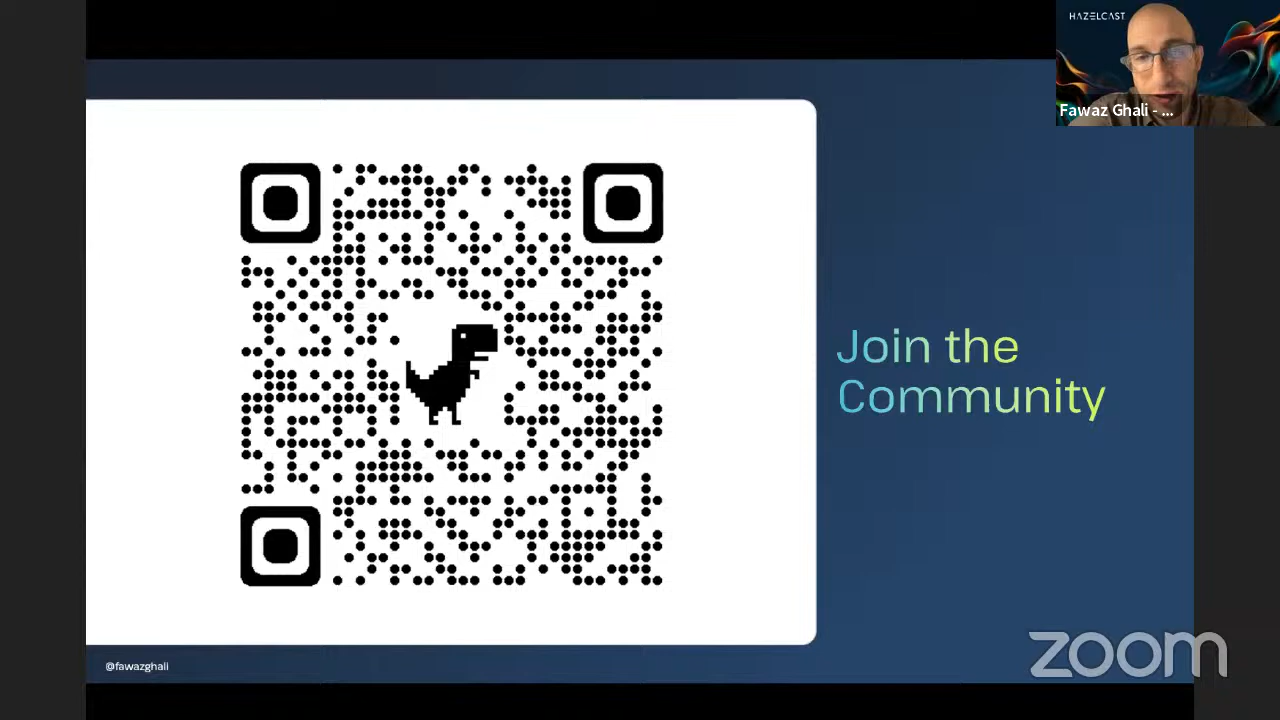 HAZELCAST
Fawaz Ghali - ...
Join the
Community
@fawazghali
zoom